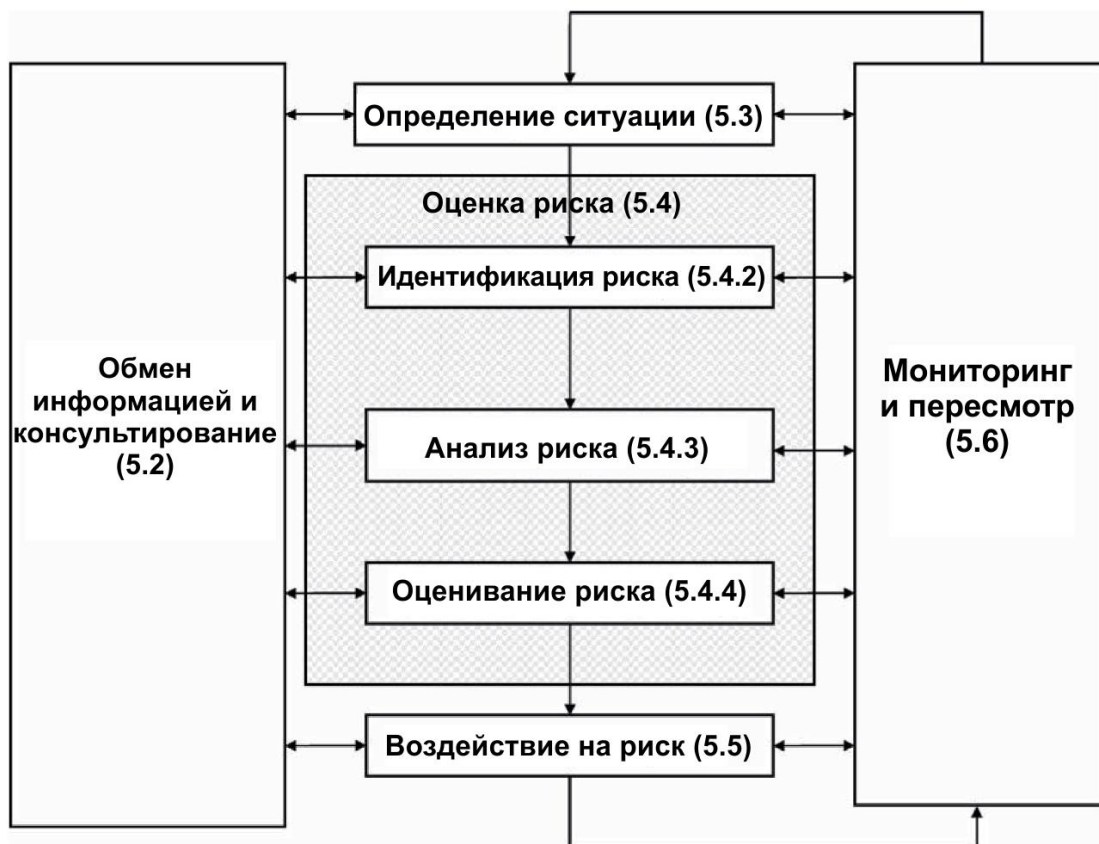 Определение ситуации (5.3)
Оценка риска (5.4)
Идентификация риска (5.4.2)
Обмен
информацией и
консультирование
(5.2)
Анализ риска (5.4.3)
Мониторинг
и пересмотр
(5.6)
Оценивание риска (5.4.4)
Воздействие на риск (5.5)